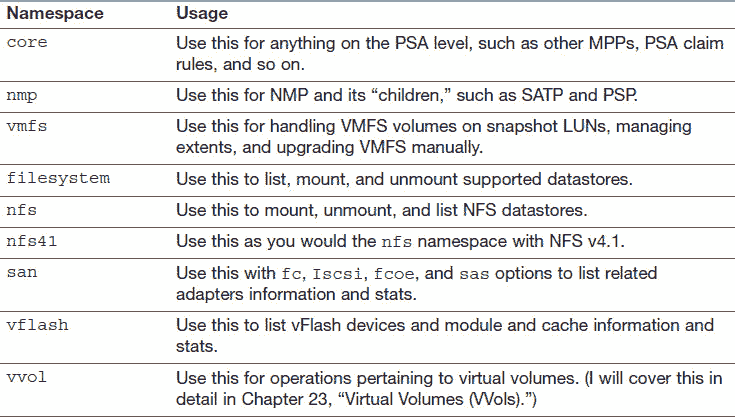 Namespace Usage
core Use this for anything on the PSA level, such as other MPPs, PSA claim
rules, and so on.
nmp Use this for NMP and its “children,” such as SATP and PSP.
vmfs Use this for handling VMFS volumes on snapshot LUNs, managing
extents, and upgrading VMFS manually.
filesystem Use this to list, mount, and unmount supported datastores.
nfs Use this to mount, unmount, and list NFS datastores.
nfs41 Use this as you would the nfs namespace with NFS v4.1.
san Use this with fc, Iscsi, fcoe, and sas options to list related
adapters information and stats.
vflash Use this to list vFlash devices and module and cache information and
stats.
vvol Use this for operations pertaining to virtual volumes. (I will cover this in
detail in Chapter 23, “Virtual Volumes (VVols).”)